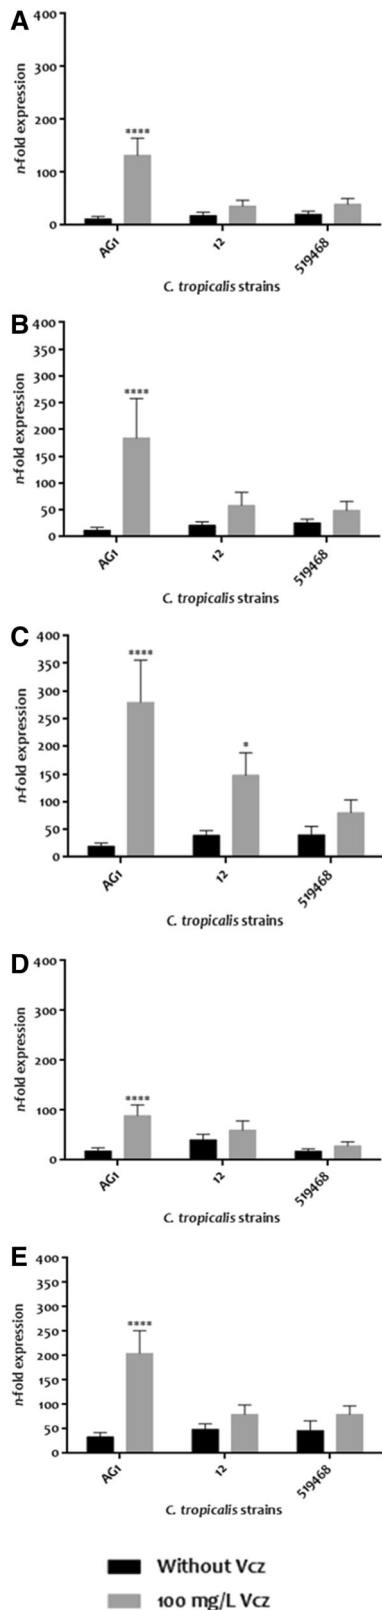 A
400
300
200
100
0
n-fold expression
****
AG1
12
519468
C. tropicalis strains
B
400
350
300
250
200
150
100
50
0
n-fold expression
****
AG1
12
519468
C. tropicalis strains
C
400
350
300
250
200
150
100
50
0
n-fold expression
****
*
AG1
12
519468
C. tropicalis strains
D
400
300
200
100
0
n-fold expression
****
AG1
12
519468
C. tropicalis strains
E
400
350
300
250
200
150
100
50
0
n-fold expression
****
AG1
12
519468
C. tropicalis strains
Without Vcz
100 mg/L Vcz